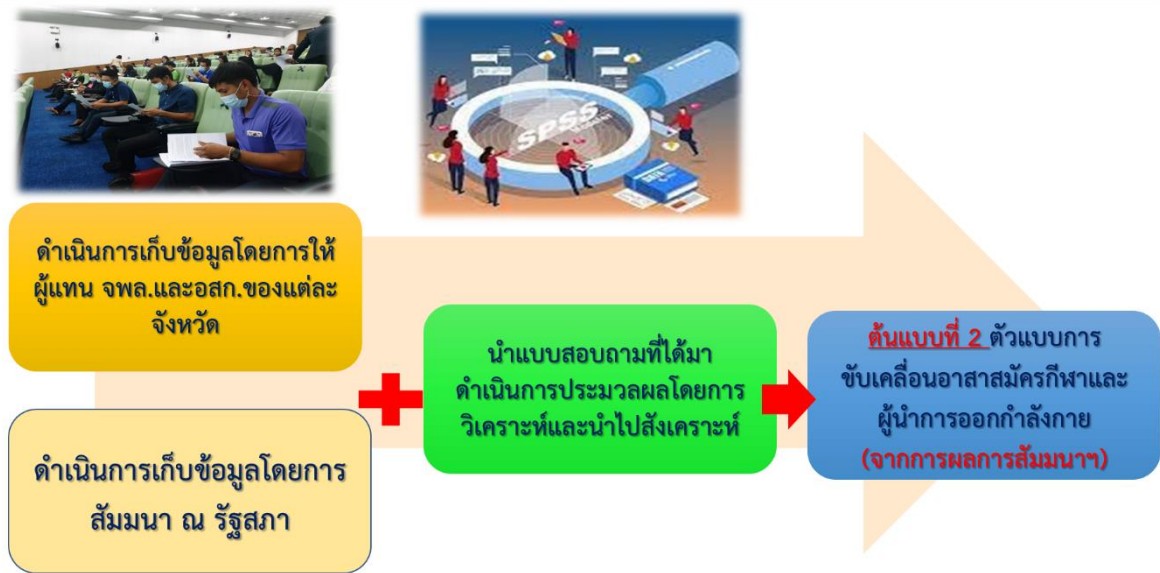 SPSS
DATA
ดำเนินการเก็บข้อมูลโดยการให้
ผู้แทน จพล.และอสก.ของแต่ละ
จังหวัด
ดำเนินการเก็บข้อมูลโดยการ
สัมมนา ณ รัฐสภา
นำแบบสอบถามที่ได้มา
ดำเนินการประมวลผลโดยการ
วิเคราะห์และนำไปสังเคราะห์
ต้นแบบที่ 2 ตัวแบบการ
ขับเคลื่อนอาสาสมัครกีฬาและ
ผู้นำการออกกำลังกาย
(จากการผลการสัมมนาฯ)